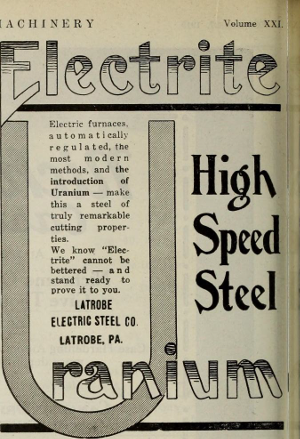 MACHINERY Volume XXI.
Electrite
Electric furnaces,
automatically
regulated, the
most modern
methods, and the
introduction of
Uranium — make
this a steel of
truly remarkable
cutting proper-
ties.
We know "Elec-
trite" cannot be
bettered — and
stand ready to
prove it to you.
LATROBE
ELECTRIC STEEL CO.
LATROBE, PA.
High
Speed
Steel
Uranium